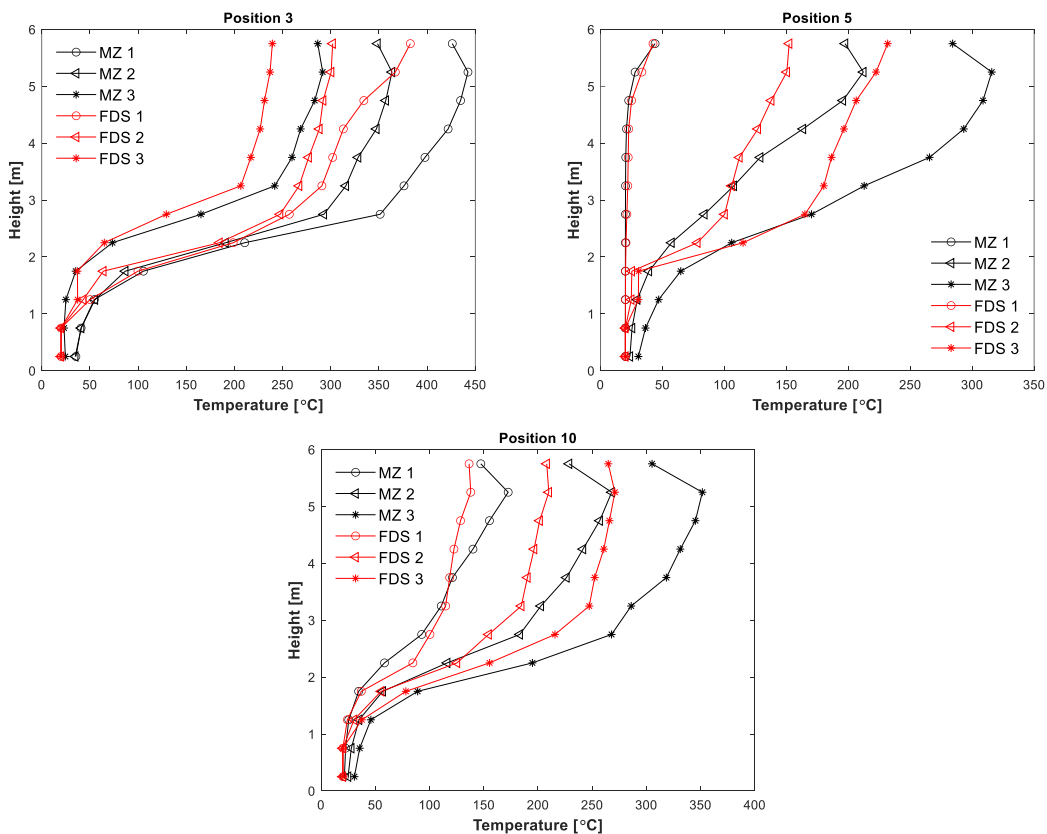 Position 3
6
5
4
3
2
1
0
Height [m]
MZ 1
MZ 2
MZ 3
FDS 1
FDS 2
FDS 3
0 50 100 150 200 250 300 350 400 450
Temperature [°C]
Position 5
6
5
4
3
2
1
0
Height [m]
MZ 1
MZ 2
MZ 3
FDS 1
FDS 2
FDS 3
0 50 100 150 200 250 300 350
Temperature [°C]
Position 10
6
5
4
3
2
1
0
Height [m]
MZ 1
MZ 2
MZ 3
FDS 1
FDS 2
FDS 3
0 50 100 150 200 250 300 350 400
Temperature [°C]